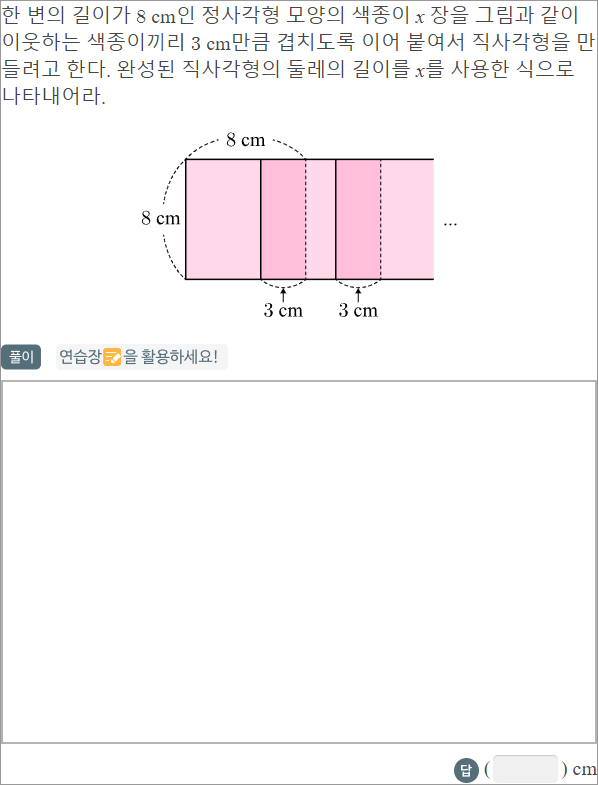 한 변의 길이가 8 cm인 정사각형 모양의 색종이 x 장을 그림과 같이
이웃하는 색종이끼리 3 cm만큼 겹치도록 이어 붙여서 직사각형을 만
들려고 한다. 완성된 직사각형의 둘레의 길이를 x를 사용한 식으로
나타내어라.
8 cm
8 cm
...
3 cm 3 cm
풀이 연습장을 활용하세요!
답 ( ) cm